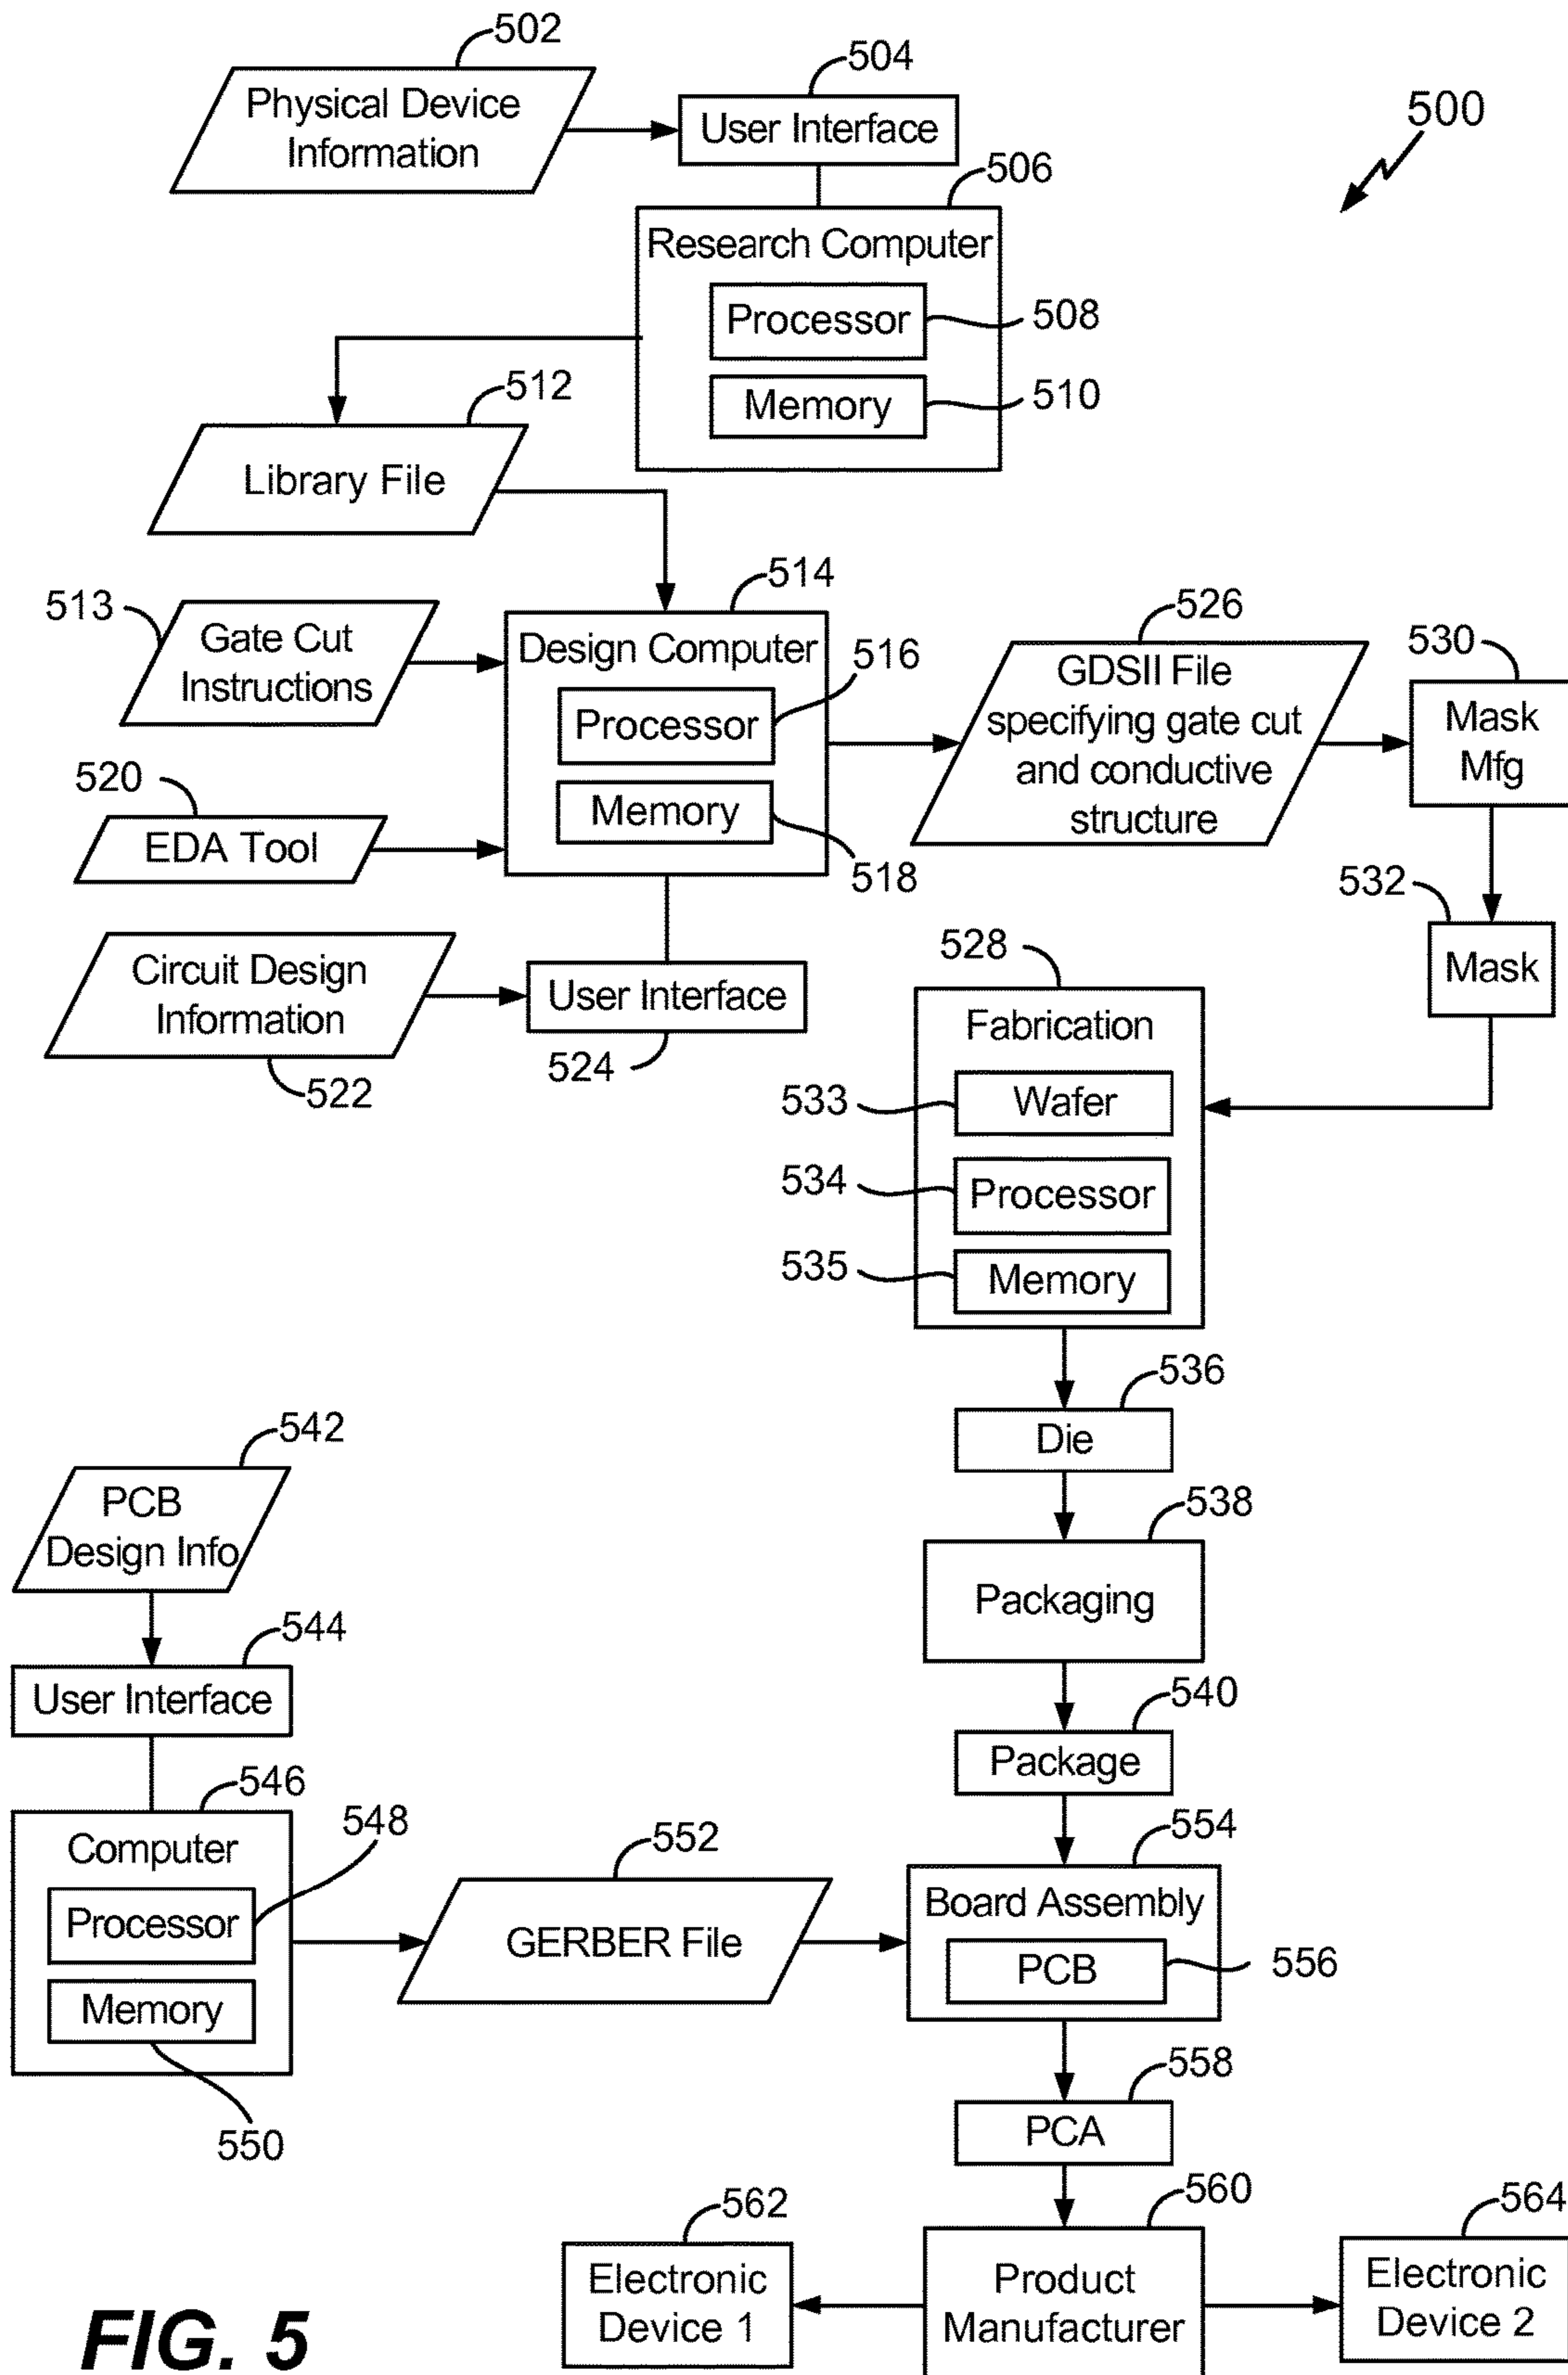 502
Physical Device
Information
504
User Interface
500
506
Research Computer
Processor
508
Memory
510
512
Library File
513
Gate Cut
Instructions
514
Design Computer
516
Processor
Memory
518
520
EDA Tool
522
Circuit Design
Information
User Interface
524
526
GDSII File
specifying gate cut
and conductive
structure
530
Mask
Mfg
532
Mask
528
Fabrication
533
Wafer
534
Processor
535
Memory
536
Die
538
Packaging
540
Package
542
PCB
Design Info
544
User Interface
546
Computer
548
Processor
Memory
550
552
GERBER File
554
Board Assembly
PCB
556
558
PCA
560
Product
Manufacturer
562
Electronic
Device 1
564
Electronic
Device 2
FIG. 5